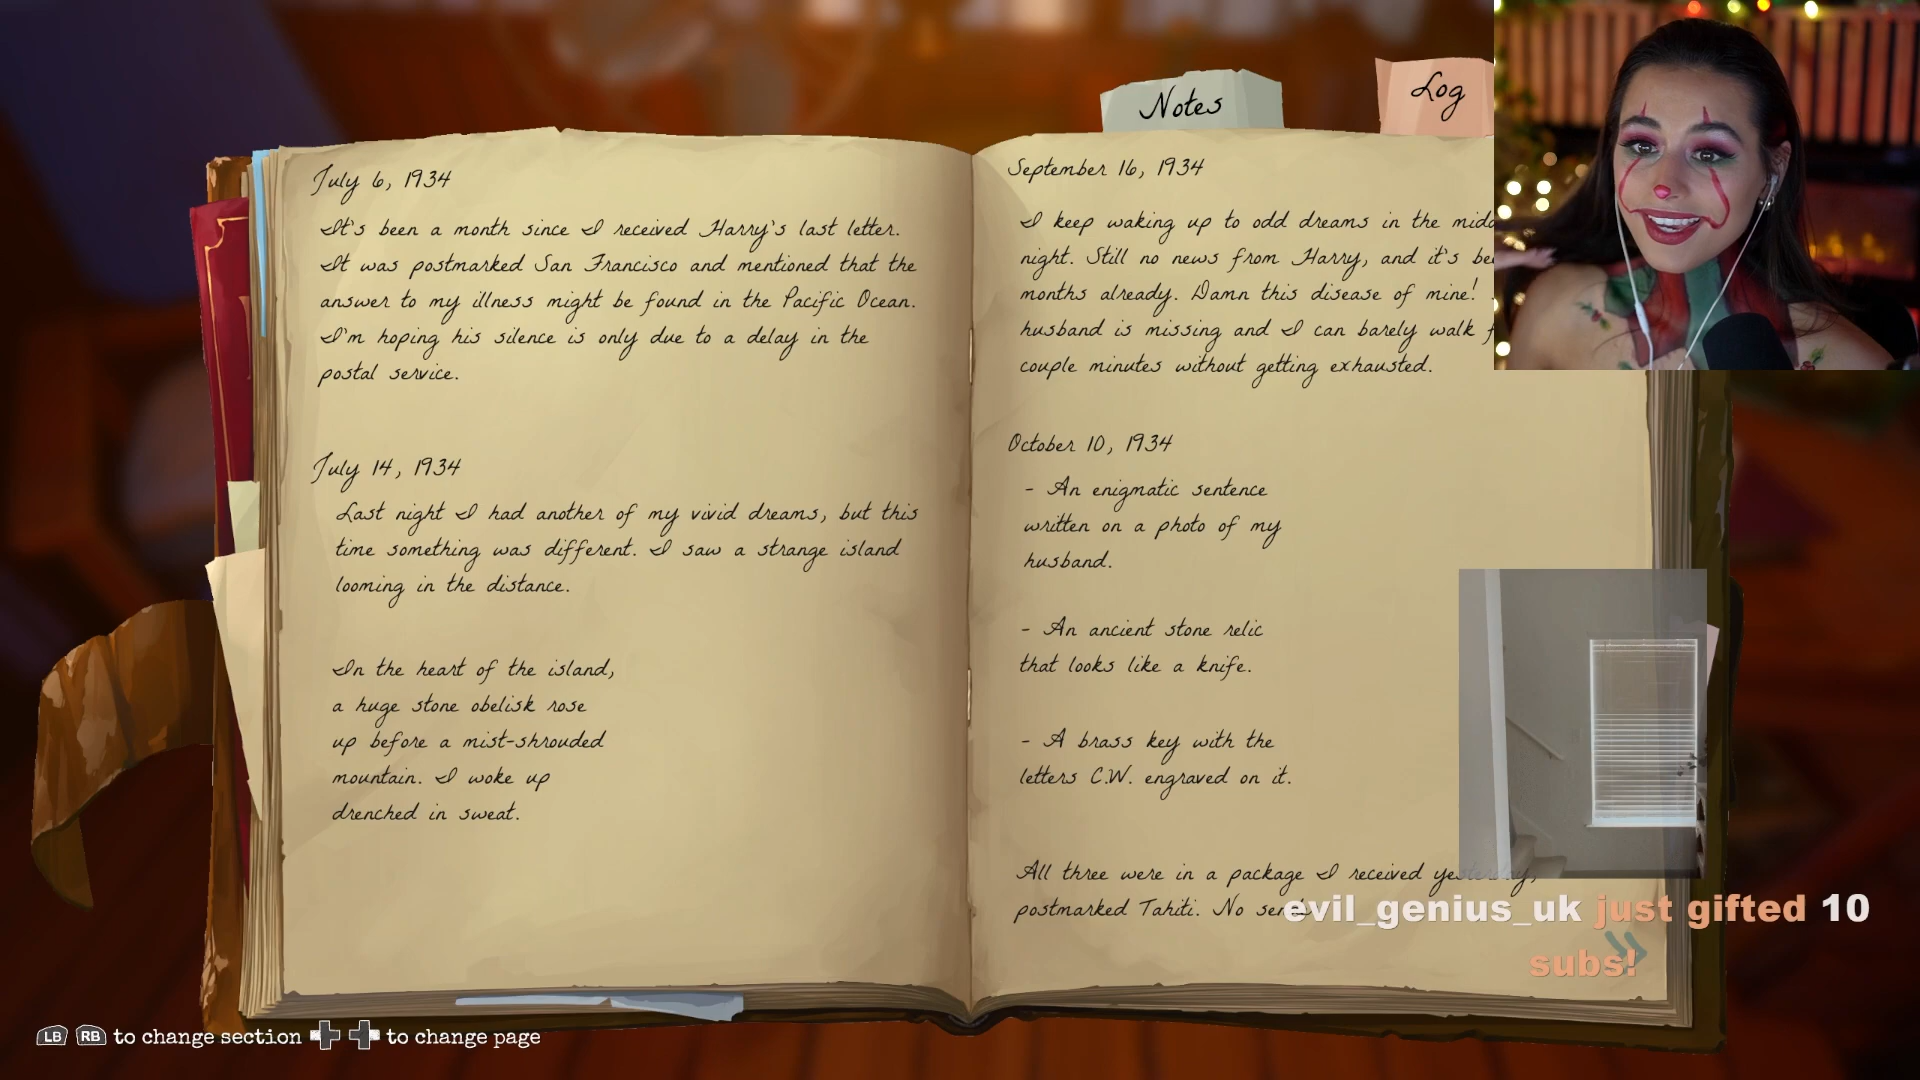 Notes
Log
July 6, 1934
It's been a month since I received Harry's last letter.
It was postmarked San Francisco and mentioned that the
answer to my illness might be found in the Pacific Ocean.
I'm hoping his silence is only due to a delay in the
postal service.
July 14, 1934
Last night I had another of my vivid dreams, but this
time something was different. I saw a strange island
looming in the distance.
In the heart of the island,
a huge stone obelisk rose
up before a mist-shrouded
mountain. I woke up
drenched in sweat.
September 16, 1934
I keep waking up to odd dreams in the
night. Still no news from Harry, and it's
months already. Damn this disease of mine!
husband is missing and I can barely walk
couple minutes without getting exhausted.
October 10, 1934
- An enigmatic sentence
written on a photo of my
husband.
- An ancient stone relic
that looks like a knife.
- A brass key with the
letters C.W. engraved on it.
All three were in a package I received yesterday,
postmarked Tahiti. No
evil_genius_uk just gifted 10
subs!
LB RB to change section to change page